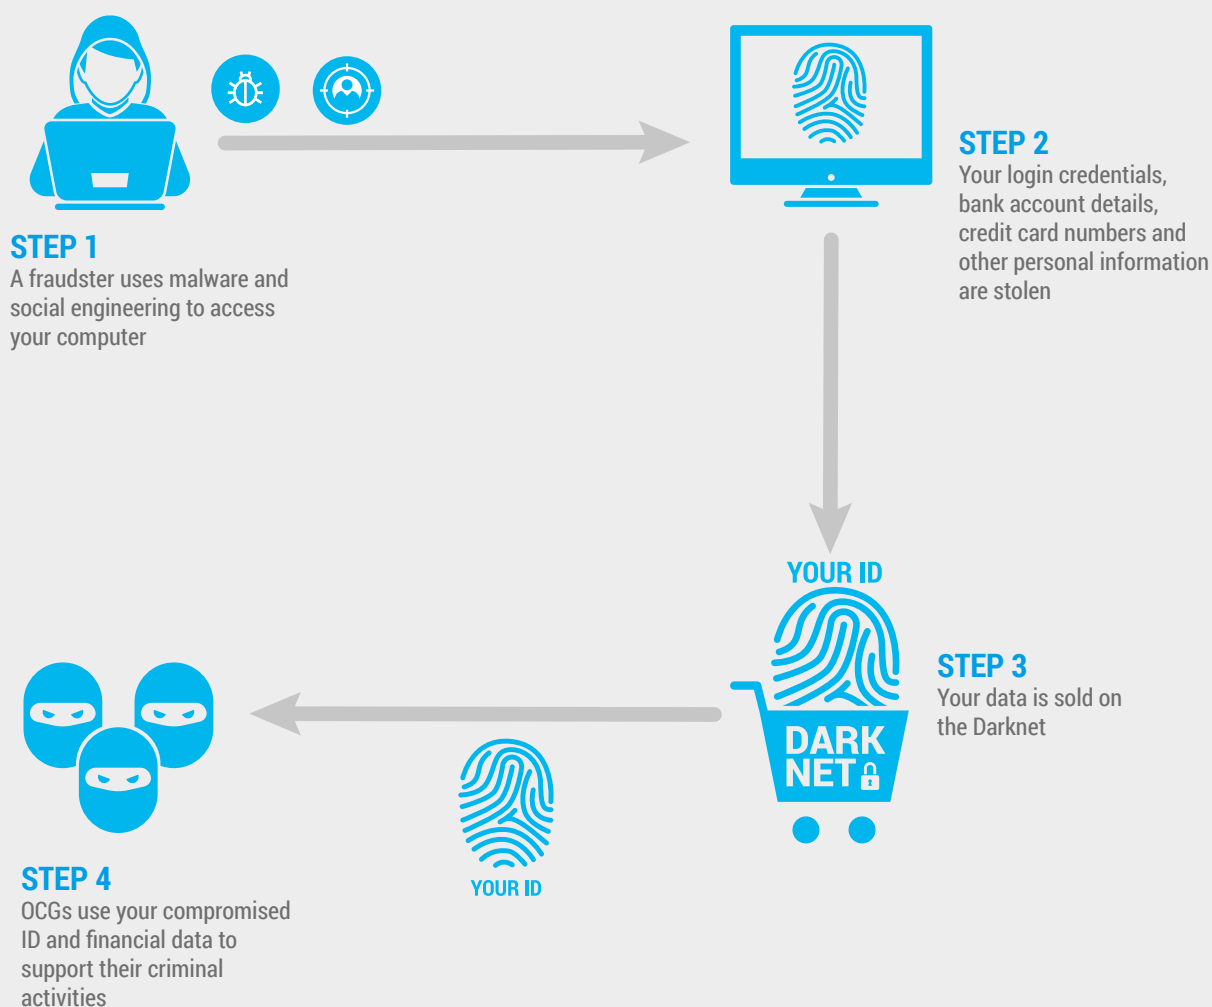 STEP 1
A fraudster uses malware and
social engineering to access
your computer
STEP 2
Your login credentials,
bank account details,
credit card numbers and
other personal information
are stolen
YOUR ID
DARK
NET
STEP 3
Your data is sold on
the Darknet
YOUR ID
STEP 4
OCGs use your compromised
ID and financial data to
support their criminal
activities